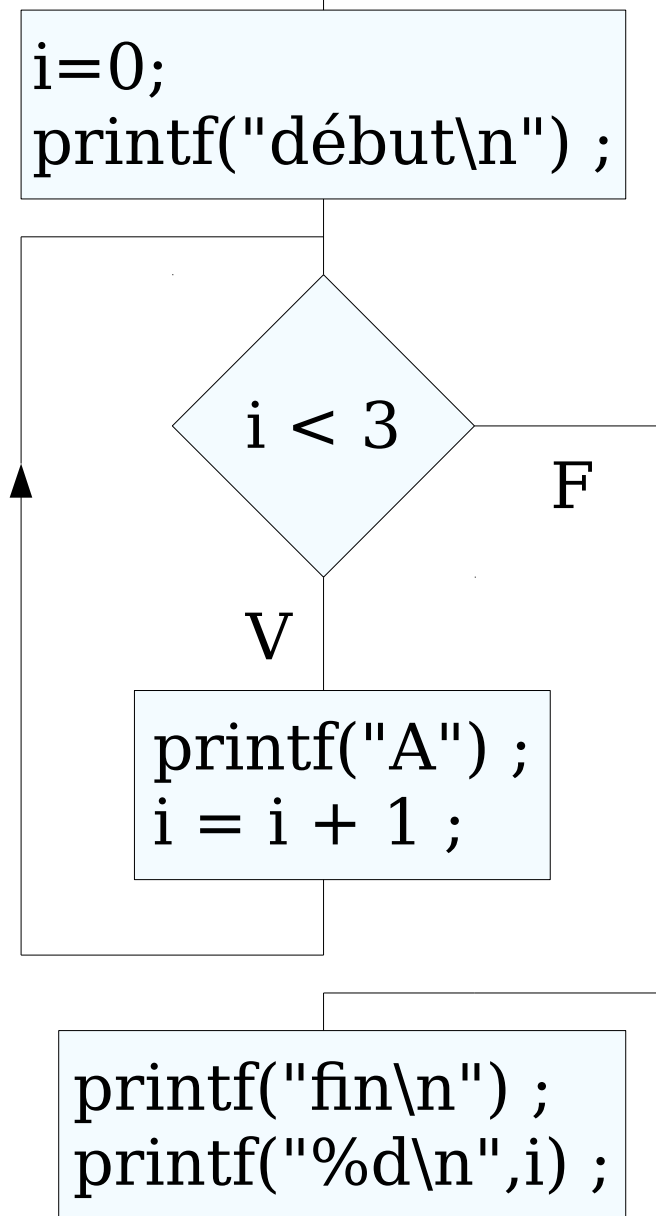 i=0;
printf("début\n") ;
i < 3
F
V
printf("A") ;
i = i + 1 ;
printf("fin\n") ;
printf("%d\n",i) ;